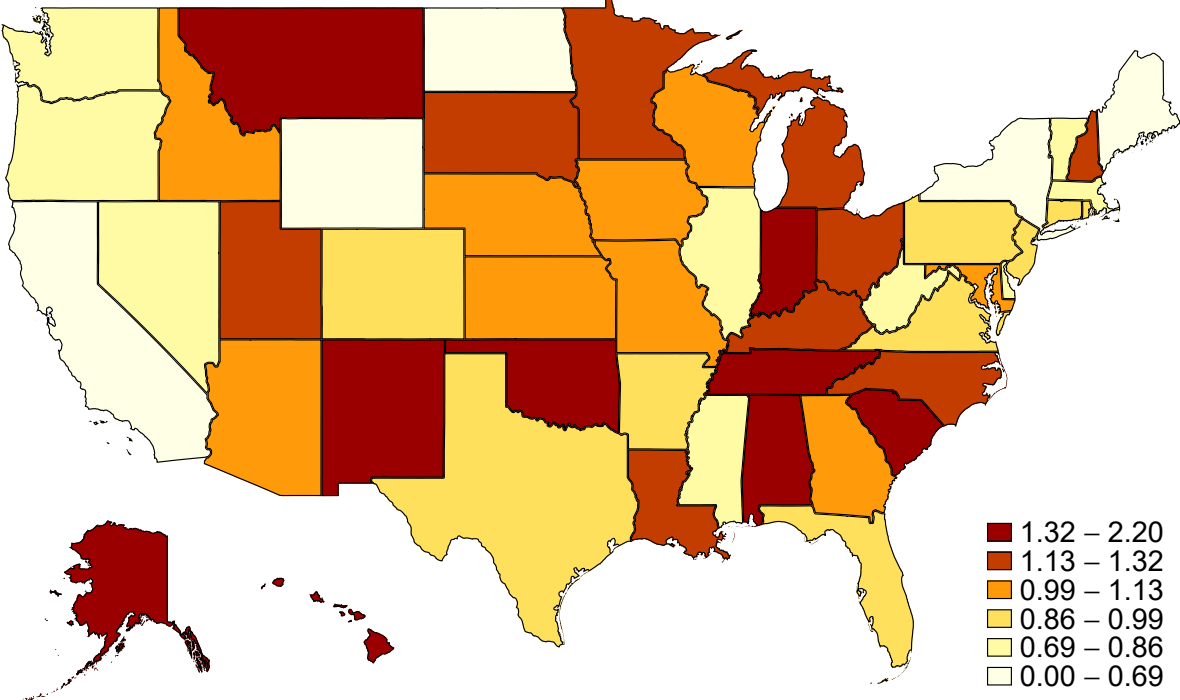 1.32 – 2.20
1.13 – 1.32
0.99 – 1.13
0.86 – 0.99
0.69 – 0.86
0.00 – 0.69